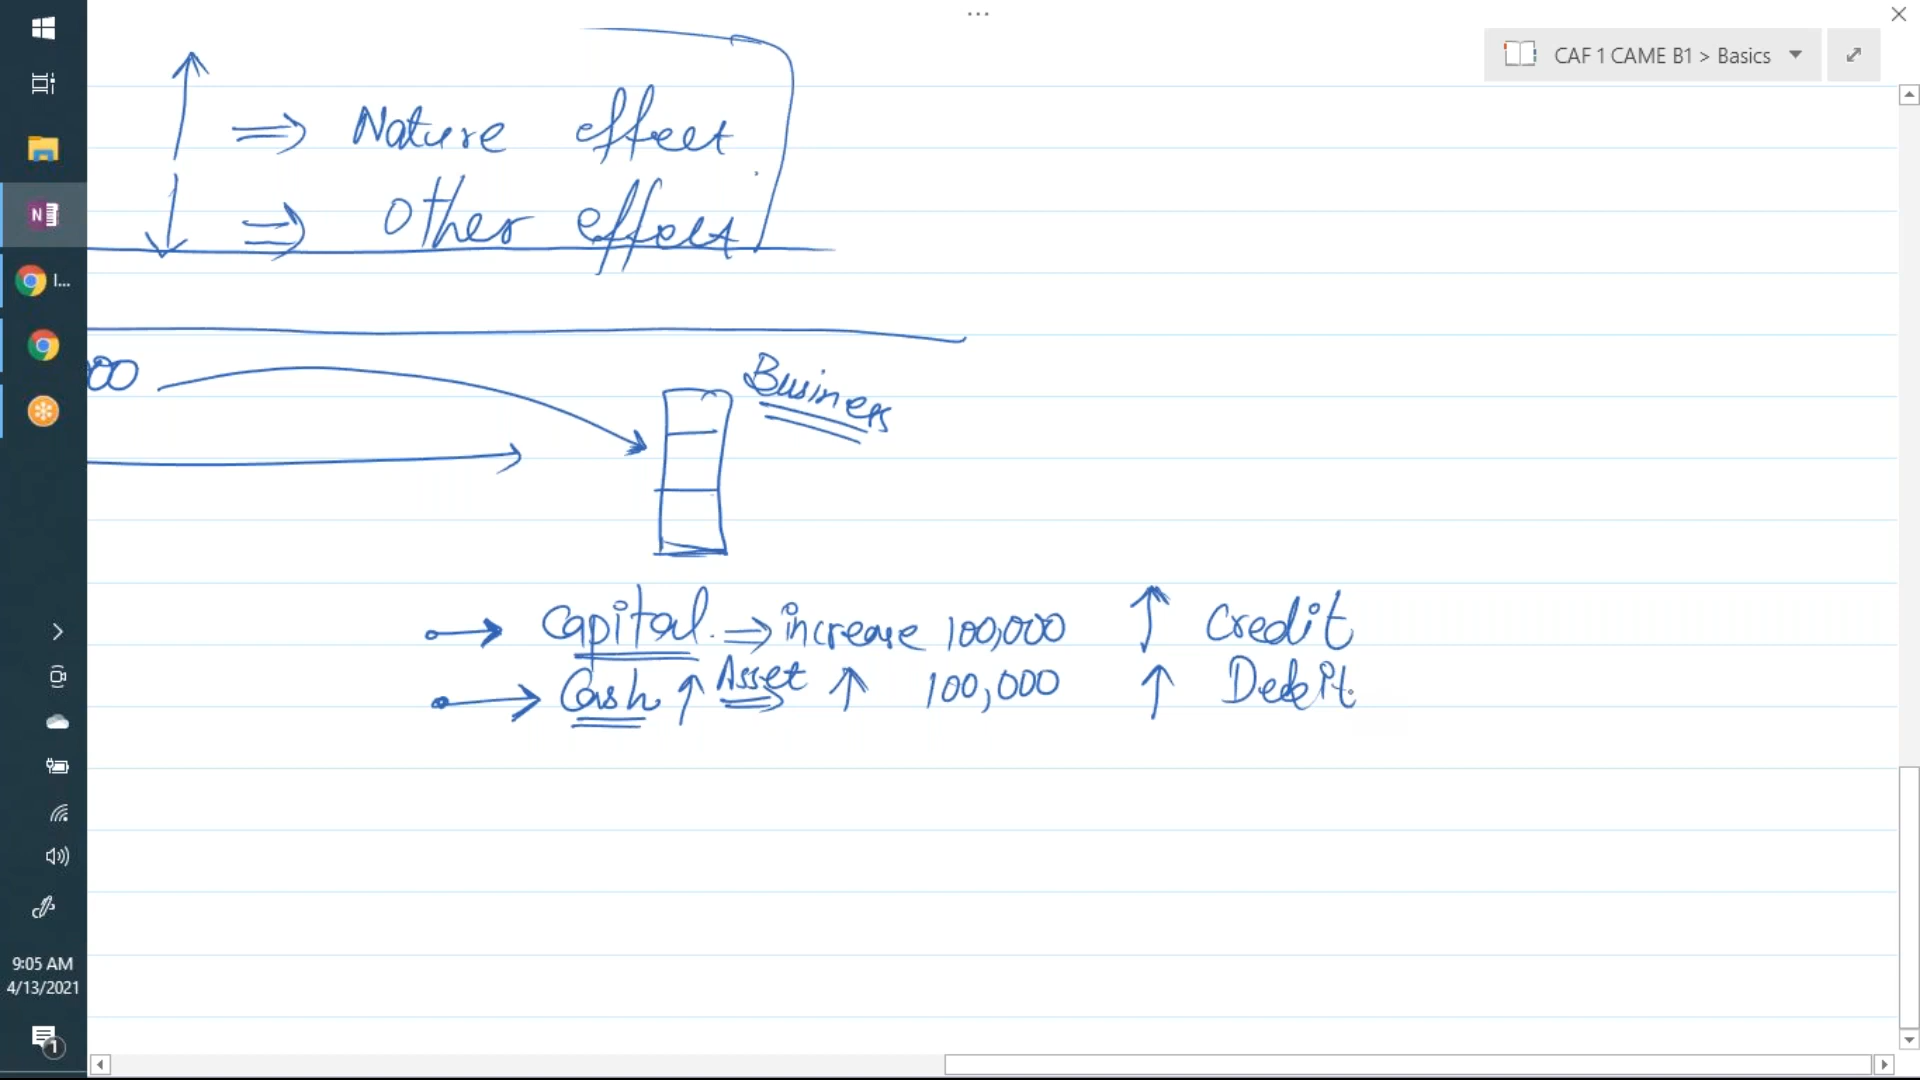 CAF 1 CAME B1 > Basics
⇒ Nature effect
⇒ Other effect
00
Business
→ Capital. ⇒ increase 100,000 ↑ Credit
→ Cash ↑ Asset ↑ 100,000 ↑ Debit.
I...
9:05 AM
4/13/2021
1